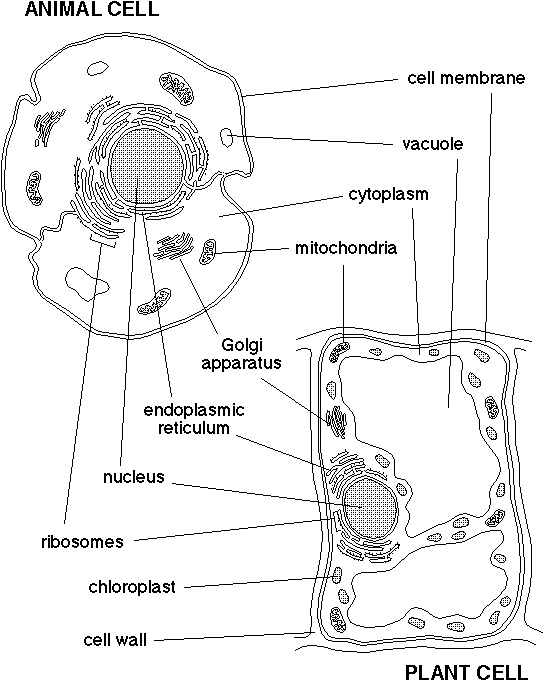 ANIMAL CELL
cell membrane
vacuole
cytoplasm
mitochondria
Golgi
apparatus
endoplasmic
reticulum
nucleus
ribosomes
chloroplast
cell wall
PLANT CELL